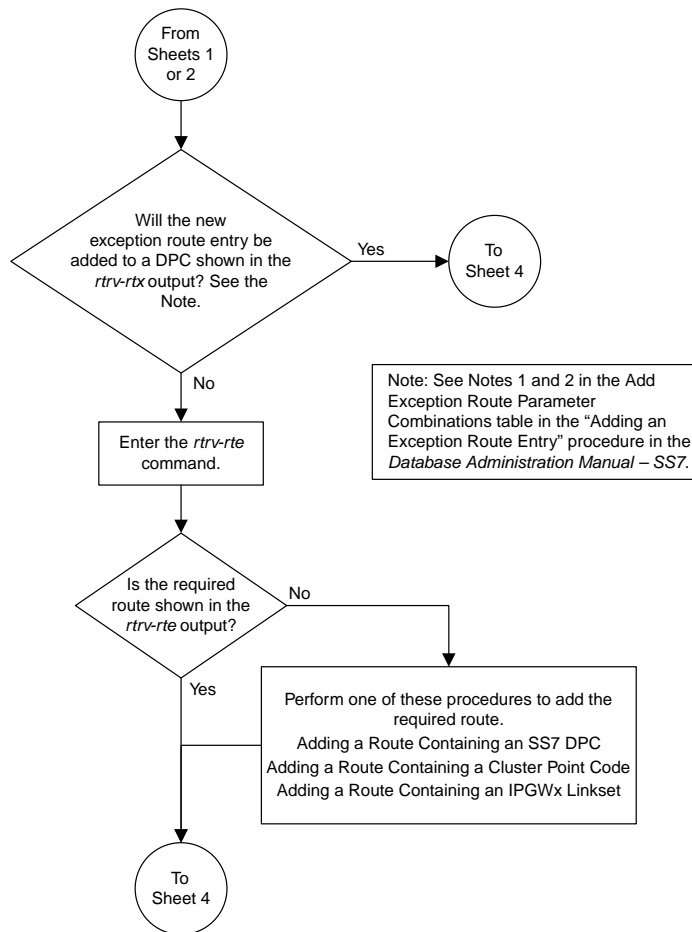 From
Sheets 1
or 2
Will the new
exception route entry be
added to a DPC shown in the
rtrv-rtx output? See the
Note.
Yes
To
Sheet 4
No
Note: See Notes 1 and 2 in the Add
Exception Route Parameter
Combinations table in the “Adding an
Exception Route Entry” procedure in the
Database Administration Manual – SS7.
Enter the rtrv-rte
command.
Is the required
route shown in the
rtrv-rte output?
No
Yes
Perform one of these procedures to add the
required route.
Adding a Route Containing an SS7 DPC
Adding a Route Containing a Cluster Point Code
Adding a Route Containing an IPGWx Linkset
To
Sheet 4